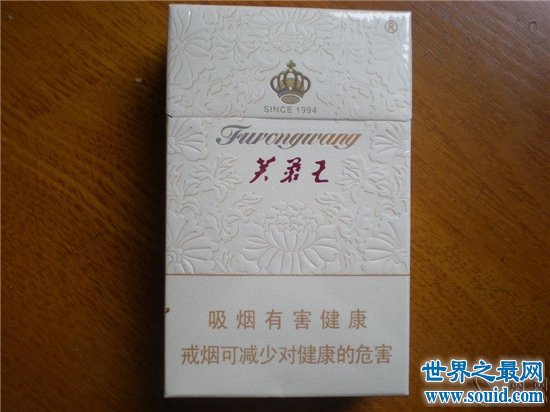 ®
SINCE 1994
Furongwang
芙蓉王
吸烟有害健康
戒烟可减少对健康的危害
世界之最网
www.souid.com